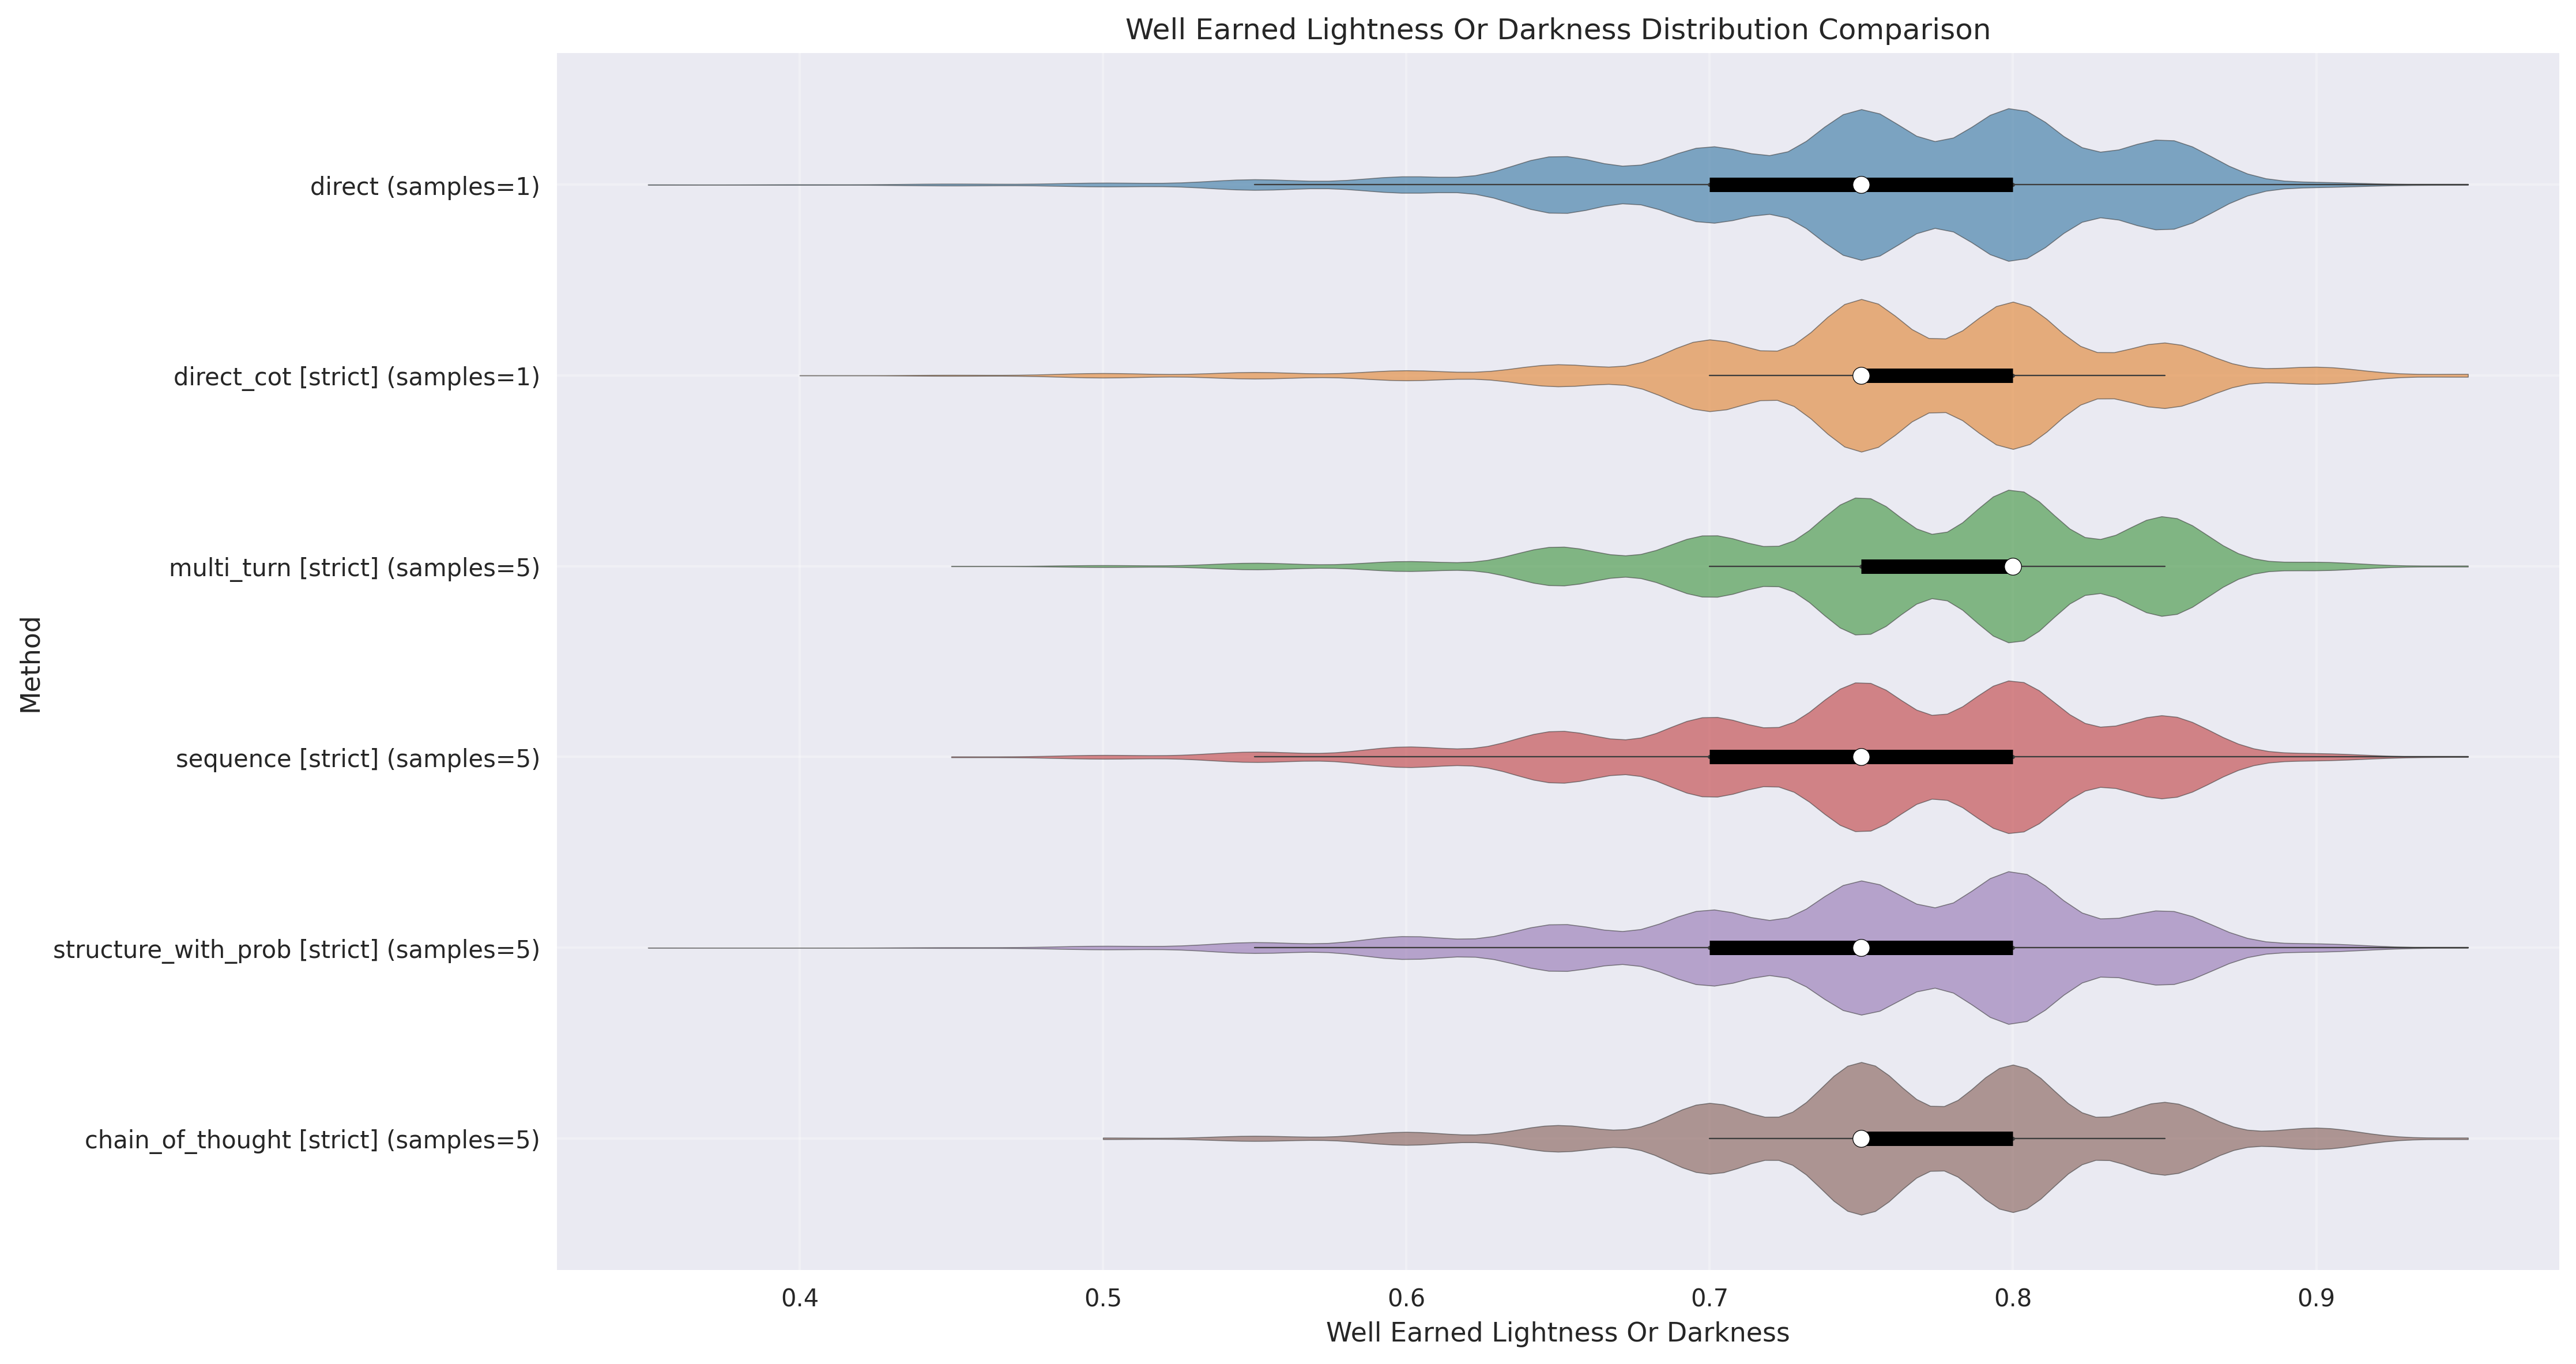 Well Earned Lightness Or Darkness Distribution Comparison
Method
direct (samples=1)
direct_cot [strict] (samples=1)
multi_turn [strict] (samples=5)
sequence [strict] (samples=5)
structure_with_prob [strict] (samples=5)
chain_of_thought [strict] (samples=5)
0.4 0.5 0.6 0.7 0.8 0.9
Well Earned Lightness Or Darkness